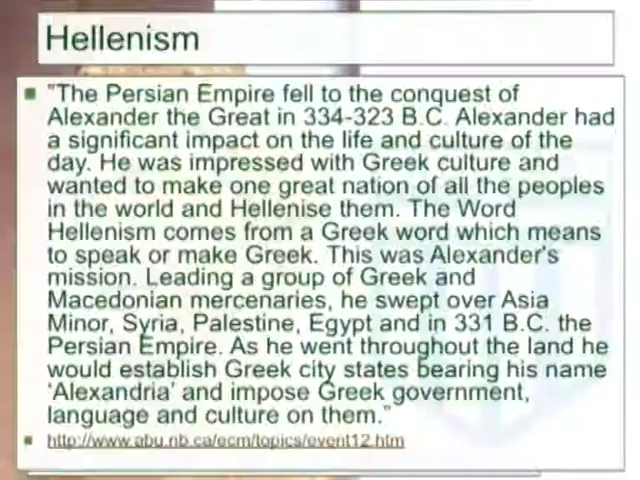 Hellenism
"The Persian Empire fell to the conquest of
Alexander the Great in 334-323 B.C. Alexander had
a significant impact on the life and culture of the
day. He was impressed with Greek culture and
wanted to make one great nation of all the peoples
in the world and Hellenise them. The Word
Hellenism comes from a Greek word which means
to speak or make Greek. This was Alexander's
mission. Leading a group of Greek and
Macedonian mercenaries, he swept over Asia
Minor, Syria, Palestine, Egypt and in 331 B.C. the
Persian Empire. As he went throughout the land he
would establish Greek city states bearing his name
'Alexandria' and impose Greek government,
language and culture on them."
http://www.abu.nb.ca/ecm/topics/event12.htm